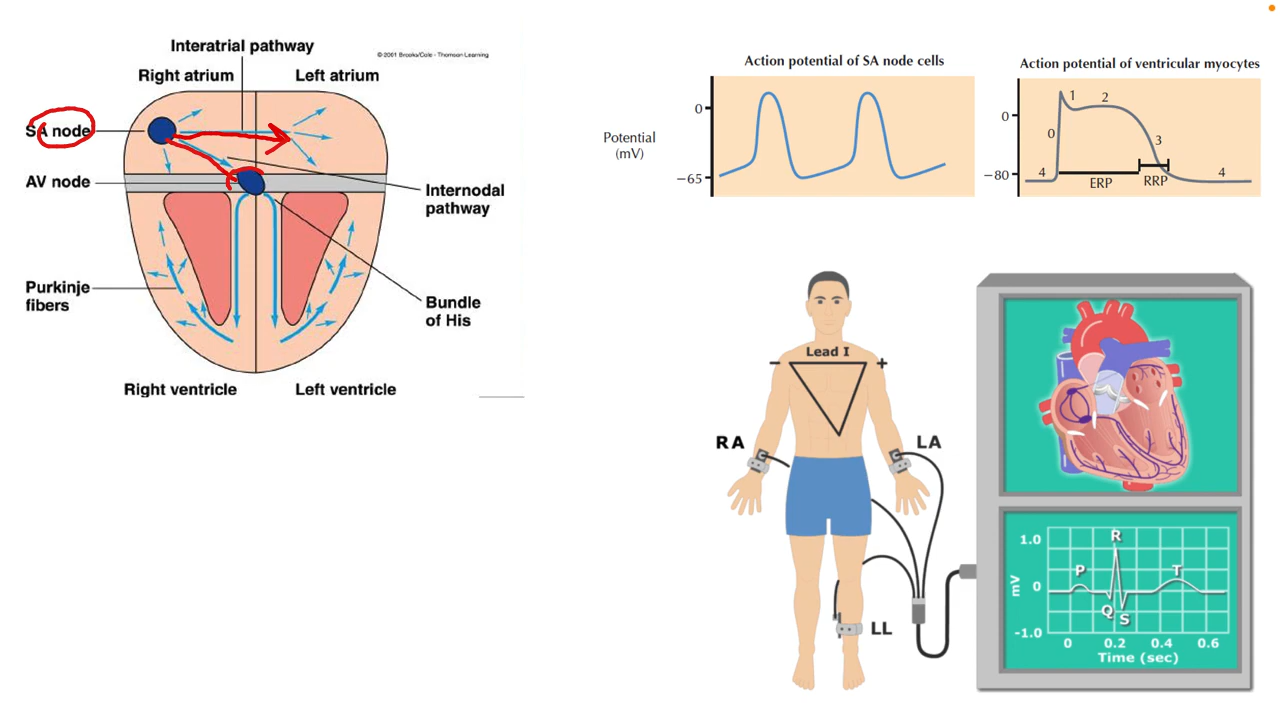 Interatrial pathway
© 2001 Brooks/Cole - Thomson Learning
Right atrium
Left atrium
SA node
AV node
Internodal
pathway
Purkinje
fibers
Bundle
of His
Right ventricle
Left ventricle
Action potential of SA node cells
Potential
(mV)
0
−65
Action potential of ventricular myocytes
0
−80
4
0
1
2
3
4
ERP
RRP
Lead I
−
+
RA
LA
LL
mV
1.0
0
-1.0
P
Q
R
S
T
0 0.2 0.4 0.6
Time (sec)